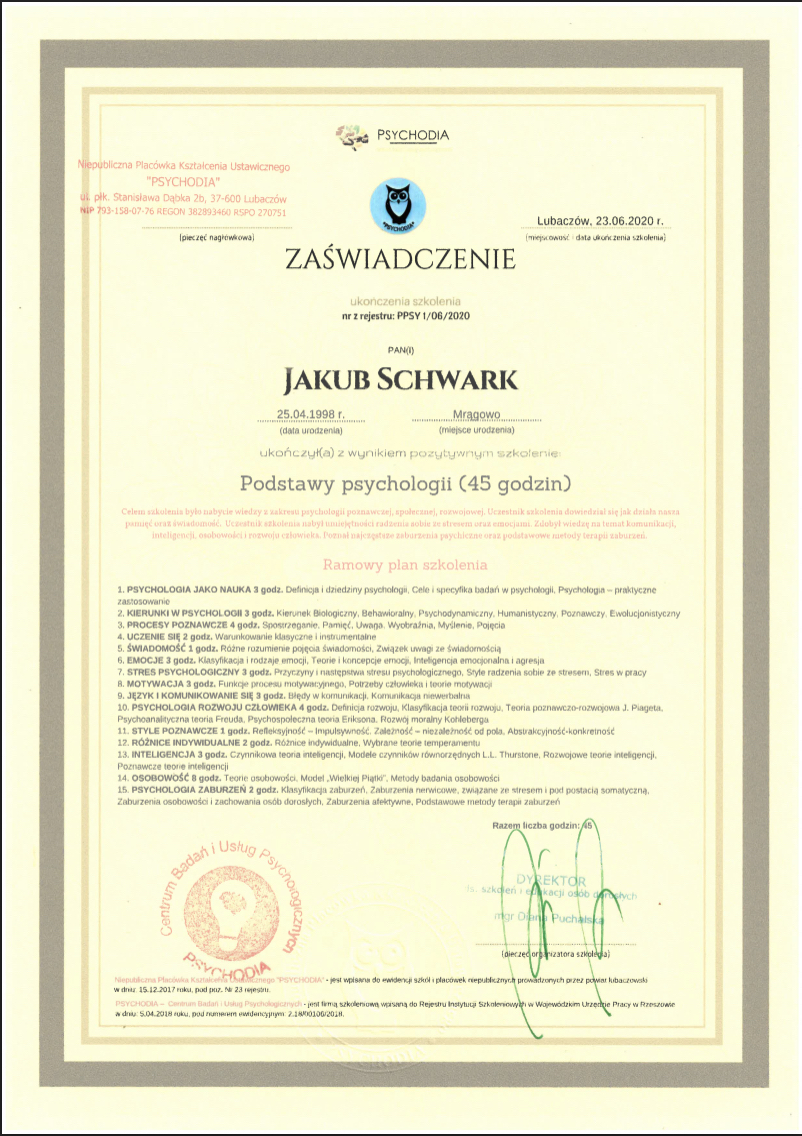 PSYCHODIA
Niepubliczna Placówka Kształcenia Ustawicznego
"PSYCHODIA"
ul. płk. Stanisława Dąbka 2b, 37-600 Lubaczów
NIP 793-158-07-76 REGON 382893460 RSPO 270751
(pieczęć nagłówkowa)
"PSYCHODIA"
Lubaczów, 23.06.2020 r.
(miejscowość i data ukończenia szkolenia)
ZAŚWIADCZENIE
ukończenia szkolenia
nr z rejestru: PPSY 1/06/2020
PAN(I)
JAKUB SCHWARK
25.04.1998 r. Mrągowo
(data urodzenia) (miejsce urodzenia)
ukończył(a) z wynikiem pozytywnym szkolenie:
Podstawy psychologii (45 godzin)
Celem szkolenia było nabycie wiedzy z zakresu psychologii poznawczej, społecznej, rozwojowej. Uczestnik szkolenia dowiedział się jak działa nasza
pamięć oraz świadomość. Uczestnik szkolenia nabył umiejętności radzenia sobie ze stresem oraz emocjami. Zdobył wiedzę na temat komunikacji,
inteligencji, osobowości i rozwoju człowieka. Poznał najczęstsze zaburzenia psychiczne oraz podstawowe metody terapii zaburzeń.
Ramowy plan szkolenia
1. PSYCHOLOGIA JAKO NAUKA 3 godz. Definicja i dziedziny psychologii, Cele i specyfika badań w psychologii, Psychologia – praktyczne
zastosowanie
2. KIERUNKI W PSYCHOLOGII 3 godz. Kierunek Biologiczny, Behawioralny, Psychodynamiczny, Humanistyczny, Poznawczy, Ewolucjonistyczny
3. PROCESY POZNAWCZE 4 godz. Spostrzeganie, Pamięć, Uwaga, Wyobraźnia, Myślenie, Pojęcia
4. UCZENIE SIĘ 2 godz. Warunkowanie klasyczne i instrumentalne
5. ŚWIADOMOŚĆ 1 godz. Różne rozumienie pojęcia świadomości, Związek uwagi ze świadomością
6. EMOCJE 3 godz. Klasyfikacja i rodzaje emocji, Teorie i koncepcje emocji, Inteligencja emocjonalna i agresja
7. STRES PSYCHOLOGICZNY 3 godz. Przyczyny i następstwa stresu psychologicznego, Style radzenia sobie ze stresem, Stres w pracy
8. MOTYWACJA 3 godz. Funkcje procesu motywacyjnego, Potrzeby człowieka i teorie motywacji
9. JĘZYK I KOMUNIKOWANIE SIĘ 3 godz. Błędy w komunikacji, Komunikacja niewerbalna
10. PSYCHOLOGIA ROZWOJU CZŁOWIEKA 4 godz. Definicja rozwoju, Klasyfikacja teorii rozwoju, Teoria poznawczo-rozwojowa J. Piageta,
Psychoanalityczna teoria Freuda, Psychospołeczna teoria Eriksona, Rozwój moralny Kohleberga
11. STYLE POZNAWCZE 1 godz. Refleksyjność – Impulsywność, Zależność – niezależność od pola, Abstrakcyjność-konkretność
12. RÓŻNICE INDYWIDUALNE 2 godz. Różnice indywidualne, Wybrane teorie temperamentu
13. INTELIGENCJA 3 godz. Czynnikowa teoria inteligencji, Modele czynników równorzędnych L.L. Thurstone, Rozwojowe teorie inteligencji,
Poznawcze teorie inteligencji
14. OSOBOWOŚĆ 8 godz. Teorie osobowości, Model „Wielkiej Piątki”, Metody badania osobowości
15. PSYCHOLOGIA ZABURZEŃ 2 godz. Klasyfikacja zaburzeń, Zaburzenia nerwicowe, związane ze stresem i pod postacią somatyczną,
Zaburzenia osobowości i zachowania osób dorosłych, Zaburzenia afektywne, Podstawowe metody terapii zaburzeń
Razem liczba godzin: 45
Centrum Badań i Usług Psychologicznych
PSYCHODIA
DYREKTOR
ds. szkoleń i edukacji osób dorosłych
mgr Diana Puchalska
(pieczęć organizatora szkolenia)
Niepubliczna Placówka Kształcenia Ustawicznego "PSYCHODIA" - jest wpisana do ewidencji szkół i placówek niepublicznych prowadzonych przez powiat lubaczowski
w dniu: 15.12.2017 roku, pod poz. Nr 23 rejestru.
PSYCHODIA – Centrum Badań i Usług Psychologicznych - jest firmą szkoleniową wpisaną do Rejestru Instytucji Szkoleniowych w Wojewódzkim Urzędzie Pracy w Rzeszowie
w dniu: 5.04.2018 roku, pod numerem ewidencyjnym: 2.18/00100/2018.